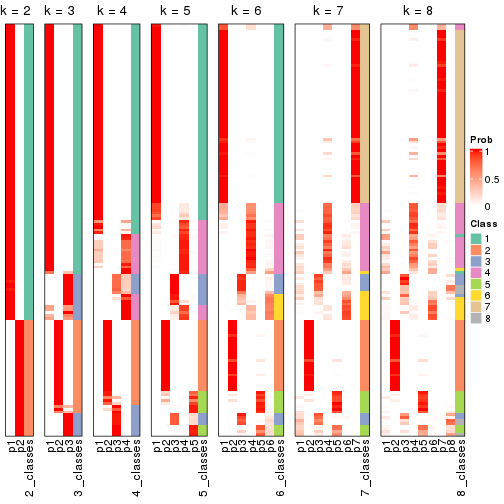 k = 2
k = 3
k = 4
k = 5
k = 6
k = 7
k = 8
Prob
1
0.5
0
Class
1
2
3
4
5
6
7
8
p1
p2
2_classes
p1
p2
p3
3_classes
p1
p2
p3
p4
4_classes
p1
p2
p3
p4
p5
5_classes
p1
p2
p3
p4
p5
p6
6_classes
p1
p2
p3
p4
p5
p6
p7
7_classes
p1
p2
p3
p4
p5
p6
p7
p8
8_classes